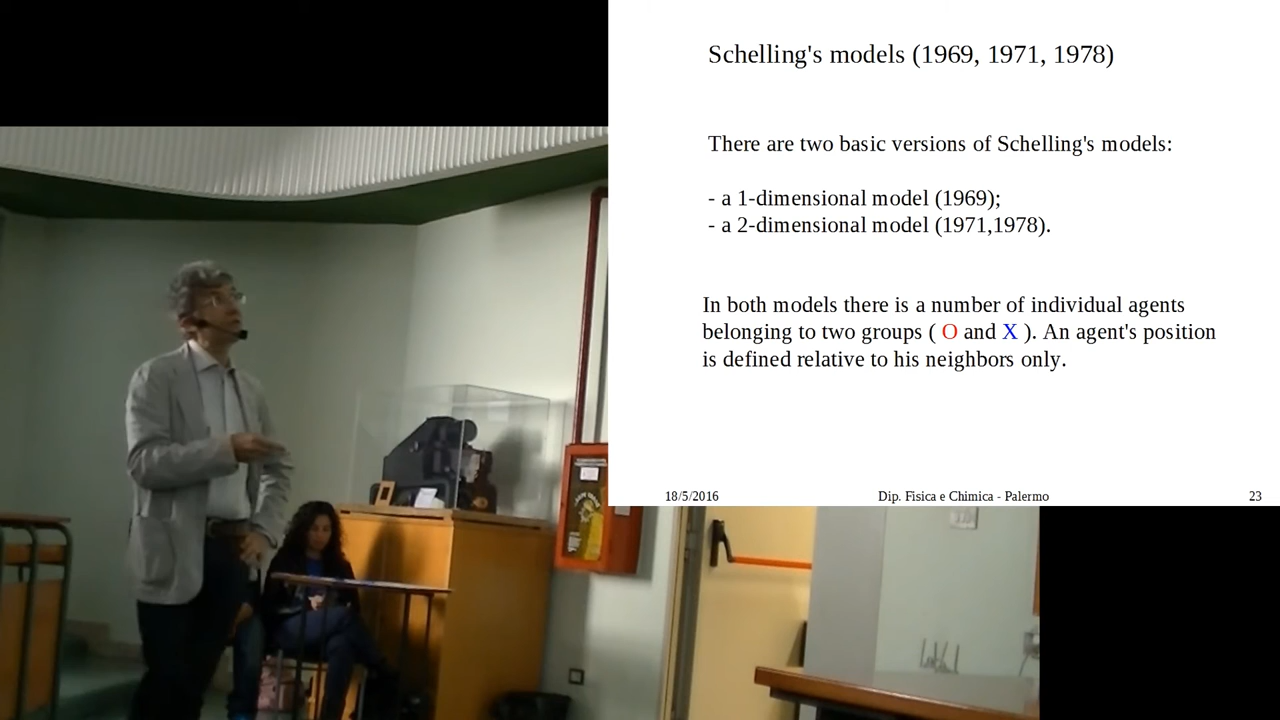 Schelling's models (1969, 1971, 1978)
There are two basic versions of Schelling's models:
- a 1-dimensional model (1969);
- a 2-dimensional model (1971,1978).
In both models there is a number of individual agents
belonging to two groups ( O and X ). An agent's position
is defined relative to his neighbors only.
18/5/2016
Dip. Fisica e Chimica - Palermo
23